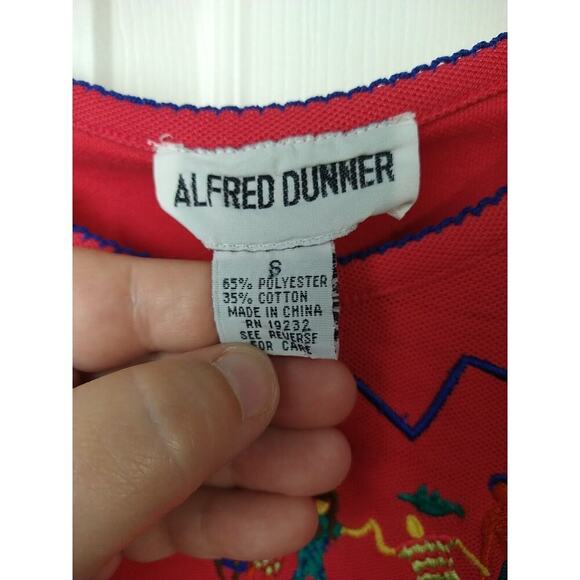 ALFRED DUNNER
S
65% POLYESTER
35% COTTON
MADE IN CHINA
RN 19232
SEE REVERSE
FOR CARE